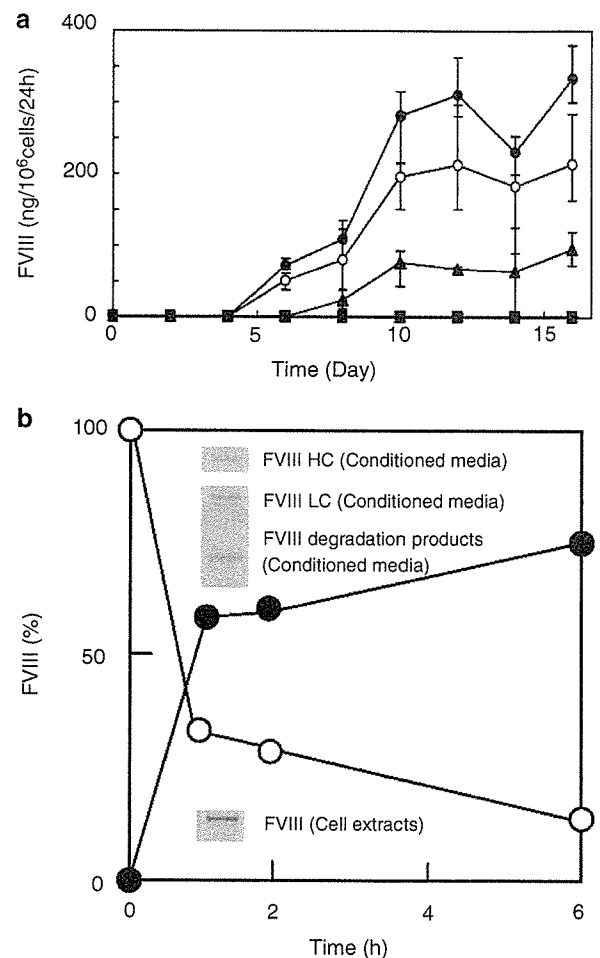 a
400
200
0
FVIII (ng/10⁶cells/24h)
0
5
10
15
Time (Day)
b
100
50
0
FVIII (%)
FVIII HC (Conditioned media)
FVIII LC (Conditioned media)
FVIII degradation products
(Conditioned media)
FVIII (Cell extracts)
0
2
4
6
Time (h)